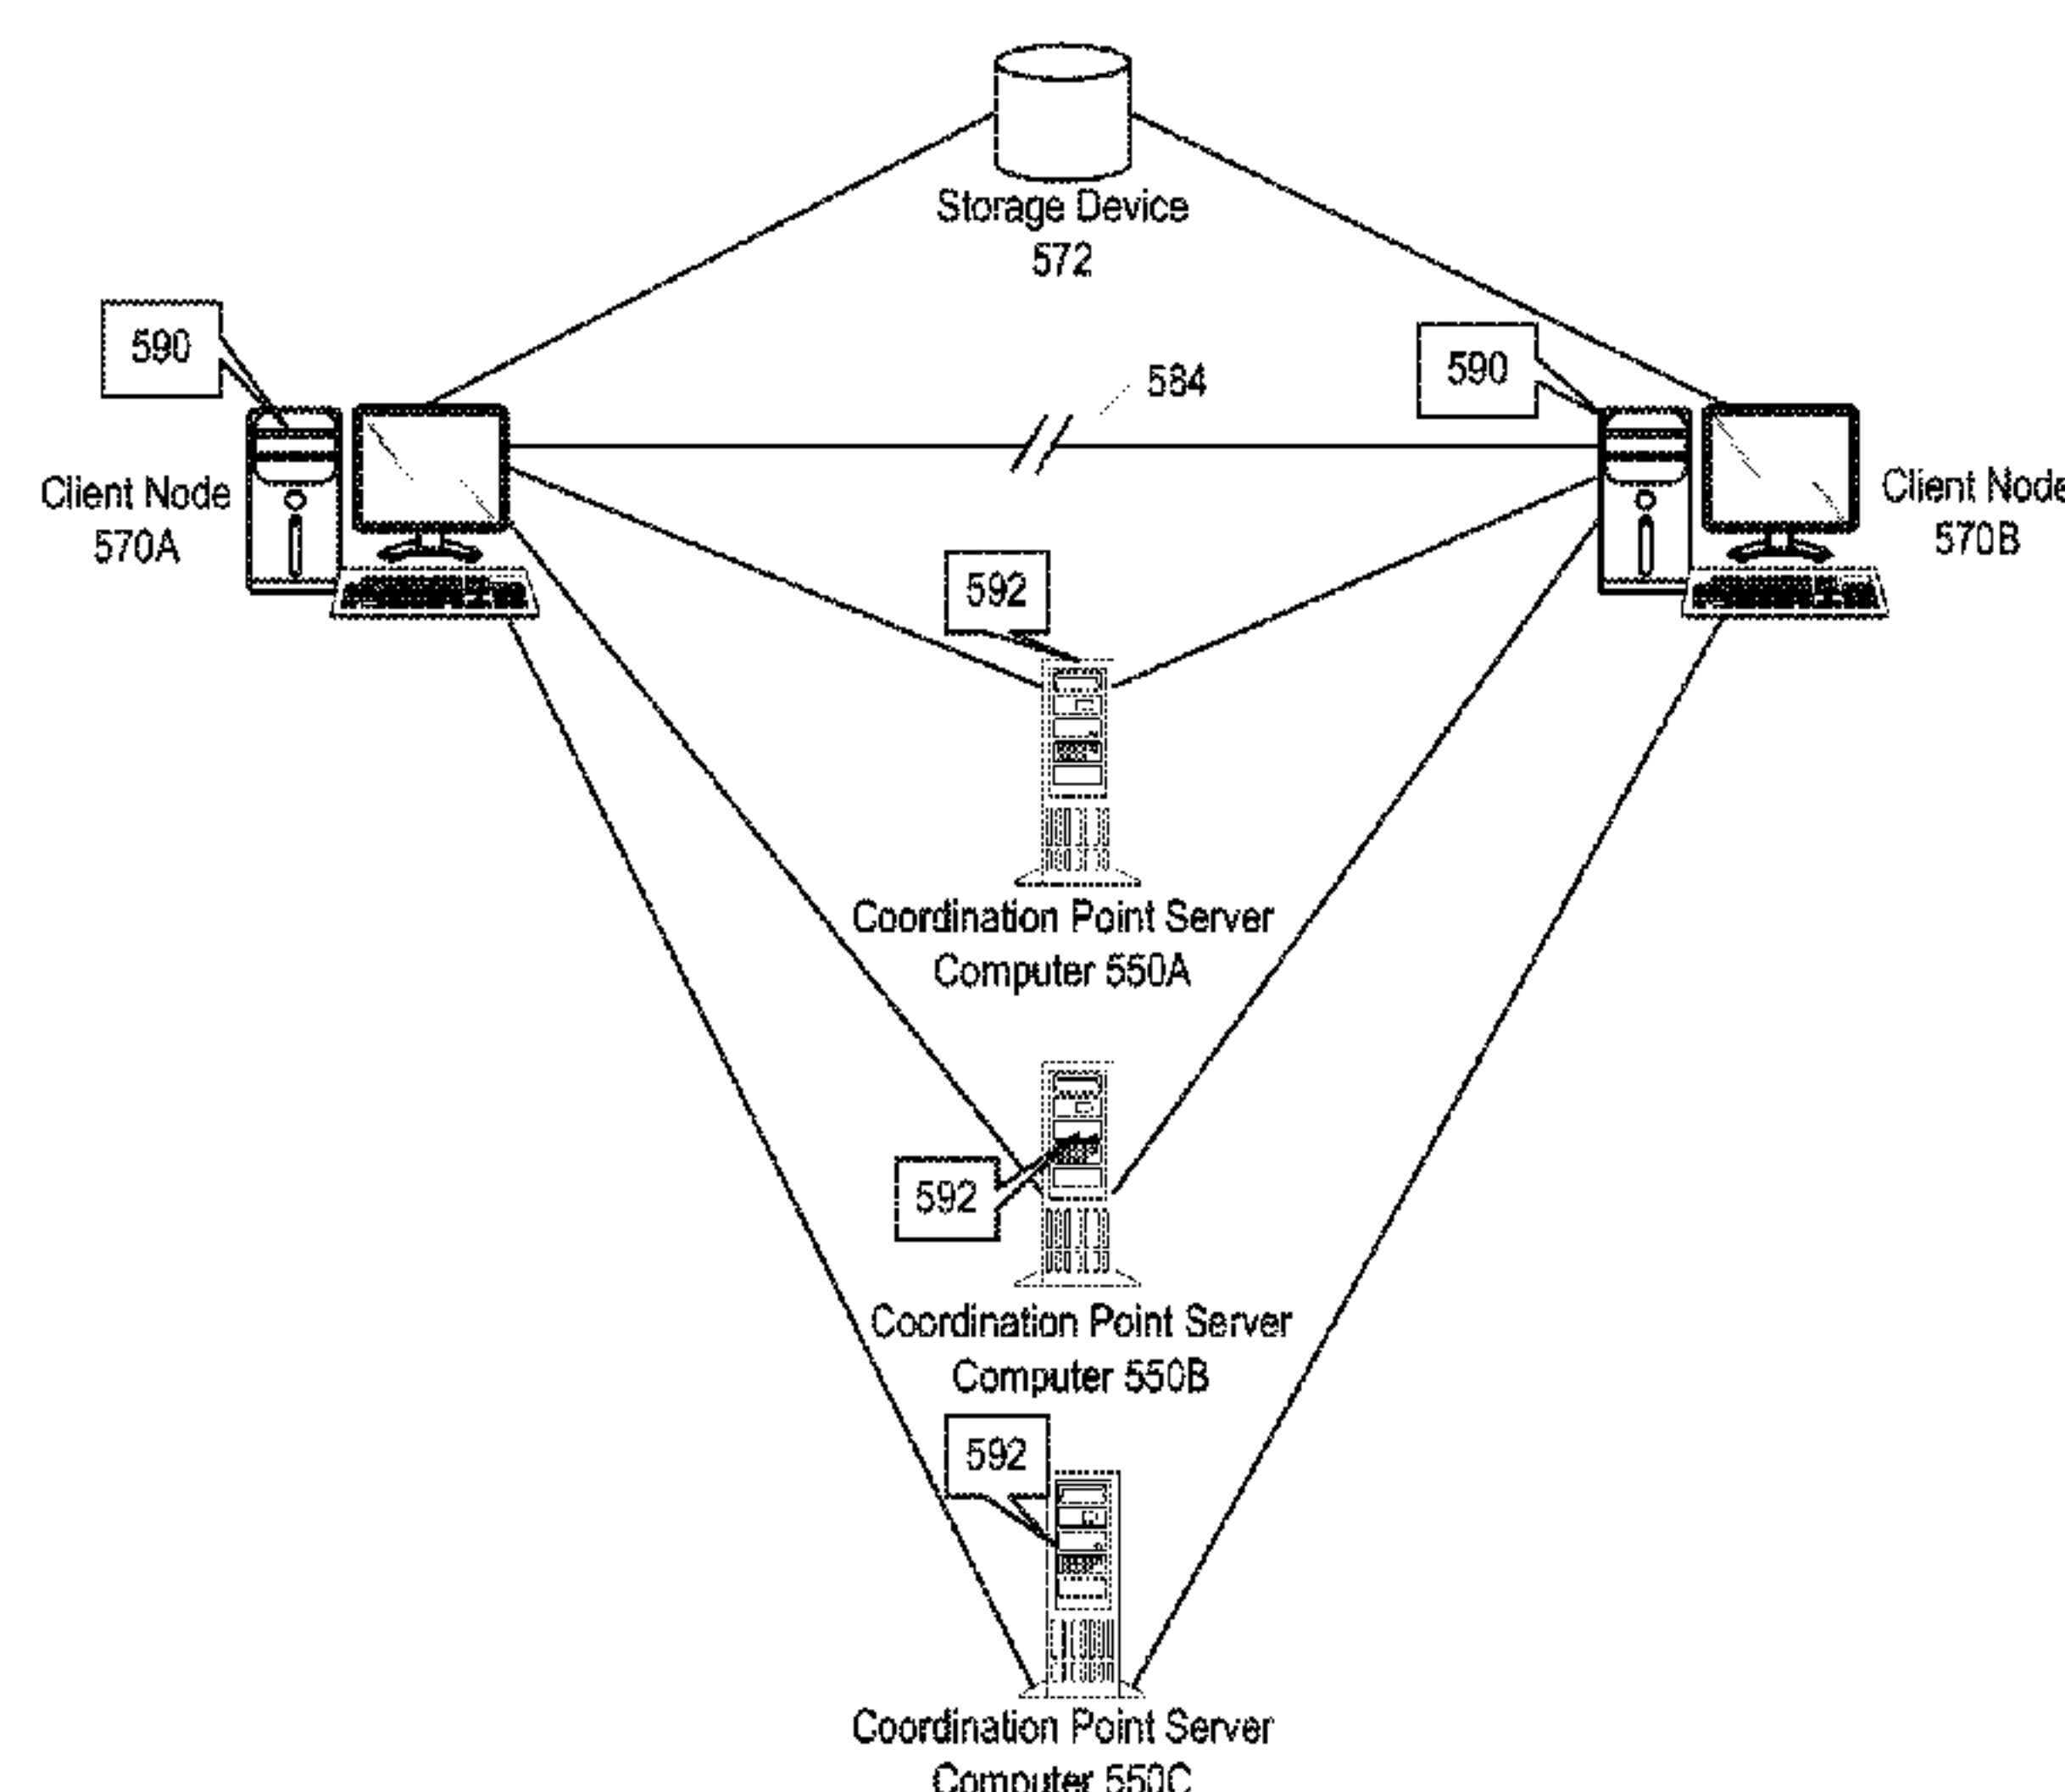 Storage Device
572
590
584
590
Client Node
570A
Client Node
570B
592
Coordination Point Server
Computer 550A
592
Coordination Point Server
Computer 550B
592
Coordination Point Server
Computer 550C